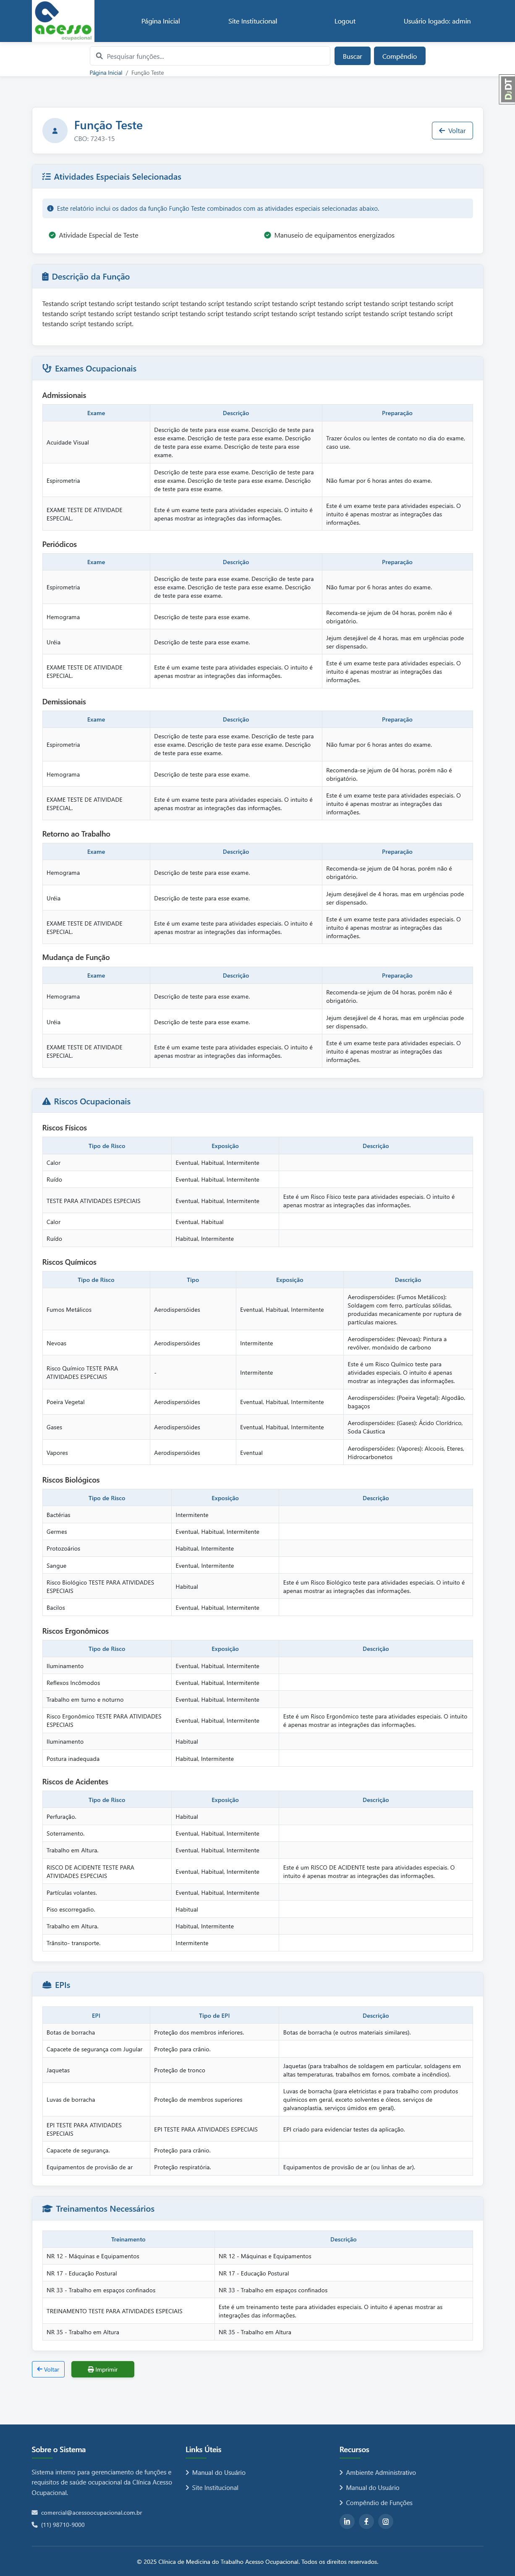 acesso
ocupacional
Página Inicial
Site Institucional
Logout
Usuário logado: admin
Pesquisar funções...
Buscar
Compêndio
Página Inicial / Função Teste
Função Teste
CBO: 7243-15
Voltar
Atividades Especiais Selecionadas
Este relatório inclui os dados da função Função Teste combinados com as atividades especiais selecionadas abaixo.
Atividade Especial de Teste
Manuseio de equipamentos energizados
Descrição da Função
Testando script testando script testando script testando script testando script testando script testando script testando script testando script
testando script testando script testando script testando script testando script testando script testando script testando script testando script
testando script testando script.
Exames Ocupacionais
Admissionais
Exame Descrição Preparação
Acuidade Visual
Descrição de teste para esse exame. Descrição de teste para
esse exame. Descrição de teste para esse exame. Descrição
de teste para esse exame. Descrição de teste para esse
exame.
Trazer óculos ou lentes de contato no dia do exame,
caso use.
Espirometria
Descrição de teste para esse exame. Descrição de teste para
esse exame. Descrição de teste para esse exame. Descrição
de teste para esse exame.
Não fumar por 6 horas antes do exame.
EXAME TESTE DE ATIVIDADE
ESPECIAL.
Este é um exame teste para atividades especiais. O intuito é
apenas mostrar as integrações das informações.
Este é um exame teste para atividades especiais. O
intuito é apenas mostrar as integrações das
informações.
Periódicos
Exame Descrição Preparação
Espirometria
Descrição de teste para esse exame. Descrição de teste para
esse exame. Descrição de teste para esse exame. Descrição
de teste para esse exame.
Não fumar por 6 horas antes do exame.
Hemograma
Descrição de teste para esse exame.
Recomenda-se jejum de 04 horas, porém não é
obrigatório.
Uréia
Descrição de teste para esse exame.
Jejum desejável de 4 horas, mas em urgências pode
ser dispensado.
EXAME TESTE DE ATIVIDADE
ESPECIAL.
Este é um exame teste para atividades especiais. O intuito é
apenas mostrar as integrações das informações.
Este é um exame teste para atividades especiais. O
intuito é apenas mostrar as integrações das
informações.
Demissionais
Exame Descrição Preparação
Espirometria
Descrição de teste para esse exame. Descrição de teste para
esse exame. Descrição de teste para esse exame. Descrição
de teste para esse exame.
Não fumar por 6 horas antes do exame.
Hemograma
Descrição de teste para esse exame.
Recomenda-se jejum de 04 horas, porém não é
obrigatório.
EXAME TESTE DE ATIVIDADE
ESPECIAL.
Este é um exame teste para atividades especiais. O intuito é
apenas mostrar as integrações das informações.
Este é um exame teste para atividades especiais. O
intuito é apenas mostrar as integrações das
informações.
Retorno ao Trabalho
Exame Descrição Preparação
Hemograma
Descrição de teste para esse exame.
Recomenda-se jejum de 04 horas, porém não é
obrigatório.
Uréia
Descrição de teste para esse exame.
Jejum desejável de 4 horas, mas em urgências pode
ser dispensado.
EXAME TESTE DE ATIVIDADE
ESPECIAL.
Este é um exame teste para atividades especiais. O intuito é
apenas mostrar as integrações das informações.
Este é um exame teste para atividades especiais. O
intuito é apenas mostrar as integrações das
informações.
Mudança de Função
Exame Descrição Preparação
Hemograma
Descrição de teste para esse exame.
Recomenda-se jejum de 04 horas, porém não é
obrigatório.
Uréia
Descrição de teste para esse exame.
Jejum desejável de 4 horas, mas em urgências pode
ser dispensado.
EXAME TESTE DE ATIVIDADE
ESPECIAL.
Este é um exame teste para atividades especiais. O intuito é
apenas mostrar as integrações das informações.
Este é um exame teste para atividades especiais. O
intuito é apenas mostrar as integrações das
informações.
Riscos Ocupacionais
Riscos Físicos
Tipo de Risco Exposição Descrição
Calor Eventual, Habitual, Intermitente
Ruído Eventual, Habitual, Intermitente
TESTE PARA ATIVIDADES ESPECIAIS Eventual, Habitual, Intermitente
Este é um Risco Físico teste para atividades especiais. O intuito é
apenas mostrar as integrações das informações.
Calor Eventual, Habitual
Ruído Habitual, Intermitente
Riscos Químicos
Tipo de Risco Tipo Exposição Descrição
Fumos Metálicos Aerodispersóides Eventual, Habitual, Intermitente
Aerodispersóides: (Fumos Metálicos):
Soldagem com ferro, partículas sólidas,
produzidas mecanicamente por ruptura de
partículas maiores.
Nevoas Aerodispersóides Intermitente
Aerodispersóides: (Nevoas): Pintura a
revólver, monóxido de carbono
Risco Químico TESTE PARA
ATIVIDADES ESPECIAIS
- Intermitente
Este é um Risco Químico teste para
atividades especiais. O intuito é apenas
mostrar as integrações das informações.
Poeira Vegetal Aerodispersóides Eventual, Habitual, Intermitente
Aerodispersóides: (Poeira Vegetal): Algodão,
bagaços
Gases Aerodispersóides Eventual, Habitual, Intermitente
Aerodispersóides: (Gases): Ácido Clorídrico,
Soda Cáustica
Vapores Aerodispersóides Eventual
Aerodispersóides: (Vapores): Alcoois, Eteres,
Hidrocarbonetos
Riscos Biológicos
Tipo de Risco Exposição Descrição
Bactérias Intermitente
Germes Eventual, Habitual, Intermitente
Protozoários Habitual, Intermitente
Sangue Eventual, Intermitente
Risco Biológico TESTE PARA ATIVIDADES
ESPECIAIS
Habitual
Este é um Risco Biológico teste para atividades especiais. O intuito é
apenas mostrar as integrações das informações.
Bacilos Eventual, Habitual, Intermitente
Riscos Ergonômicos
Tipo de Risco Exposição Descrição
Iluminamento Eventual, Habitual, Intermitente
Reflexos Incômodos Eventual, Habitual, Intermitente
Trabalho em turno e noturno Eventual, Habitual, Intermitente
Risco Ergonômico TESTE PARA ATIVIDADES
ESPECIAIS
Eventual, Habitual, Intermitente
Este é um Risco Ergonômico teste para atividades especiais. O intuito
é apenas mostrar as integrações das informações.
Iluminamento Habitual
Postura inadequada Habitual, Intermitente
Riscos de Acidentes
Tipo de Risco Exposição Descrição
Perfuração. Habitual
Soterramento. Eventual, Habitual, Intermitente
Trabalho em Altura. Eventual, Habitual, Intermitente
RISCO DE ACIDENTE TESTE PARA
ATIVIDADES ESPECIAIS
Eventual, Habitual, Intermitente
Este é um RISCO DE ACIDENTE teste para atividades especiais. O
intuito é apenas mostrar as integrações das informações.
Partículas volantes. Eventual, Habitual, Intermitente
Piso escorregadio. Habitual
Trabalho em Altura. Habitual, Intermitente
Trânsito- transporte. Intermitente
EPIs
EPI Tipo de EPI Descrição
Botas de borracha Proteção dos membros inferiores. Botas de borracha (e outros materiais similares).
Capacete de segurança com Jugular Proteção para crânio.
Jaquetas Proteção de tronco
Jaquetas (para trabalhos de soldagem em particular, soldagens em
altas temperaturas, trabalhos em fornos, combate a incêndios).
Luvas de borracha Proteção de membros superiores
Luvas de borracha (para eletricistas e para trabalho com produtos
químicos em geral, exceto solventes e óleos, serviços de
galvanoplastia, serviços úmidos em geral).
EPI TESTE PARA ATIVIDADES
ESPECIAIS
EPI TESTE PARA ATIVIDADES ESPECIAIS EPI criado para evidenciar testes da aplicação.
Capacete de segurança. Proteção para crânio.
Equipamentos de provisão de ar Proteção respiratória. Equipamentos de provisão de ar (ou linhas de ar).
Treinamentos Necessários
Treinamento Descrição
NR 12 - Máquinas e Equipamentos NR 12 - Máquinas e Equipamentos
NR 17 - Educação Postural NR 17 - Educação Postural
NR 33 - Trabalho em espaços confinados NR 33 - Trabalho em espaços confinados
TREINAMENTO TESTE PARA ATIVIDADES ESPECIAIS
Este é um treinamento teste para atividades especiais. O intuito é apenas mostrar as
integrações das informações.
NR 35 - Trabalho em Altura NR 35 - Trabalho em Altura
Voltar
Imprimir
Sobre o Sistema
Sistema interno para gerenciamento de funções e
requisitos de saúde ocupacional da Clínica Acesso
Ocupacional.
comercial@acessoocupacional.com.br
(11) 98710-9000
Links Úteis
Manual do Usuário
Site Institucional
Recursos
Ambiente Administrativo
Manual do Usuário
Compêndio de Funções
© 2025 Clínica de Medicina do Trabalho Acesso Ocupacional. Todos os direitos reservados.